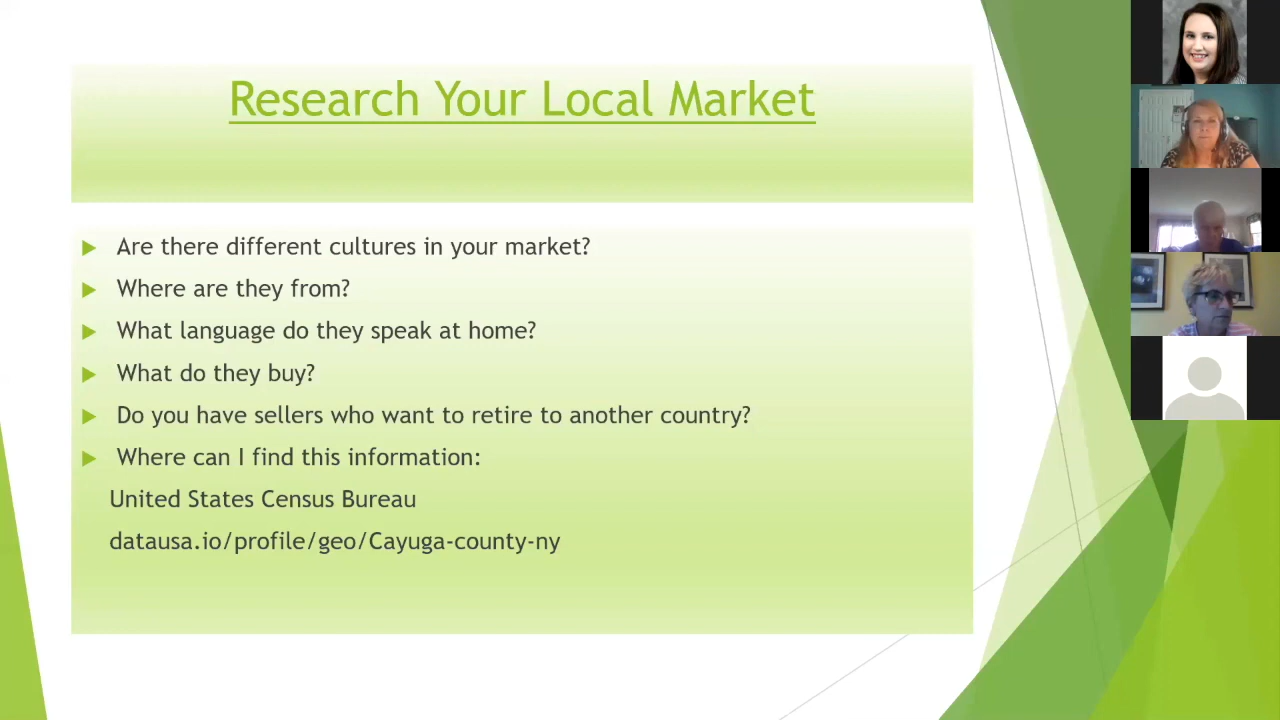 Research Your Local Market
Are there different cultures in your market?
Where are they from?
What language do they speak at home?
What do they buy?
Do you have sellers who want to retire to another country?
Where can I find this information:
United States Census Bureau
datausa.io/profile/geo/Cayuga-county-ny